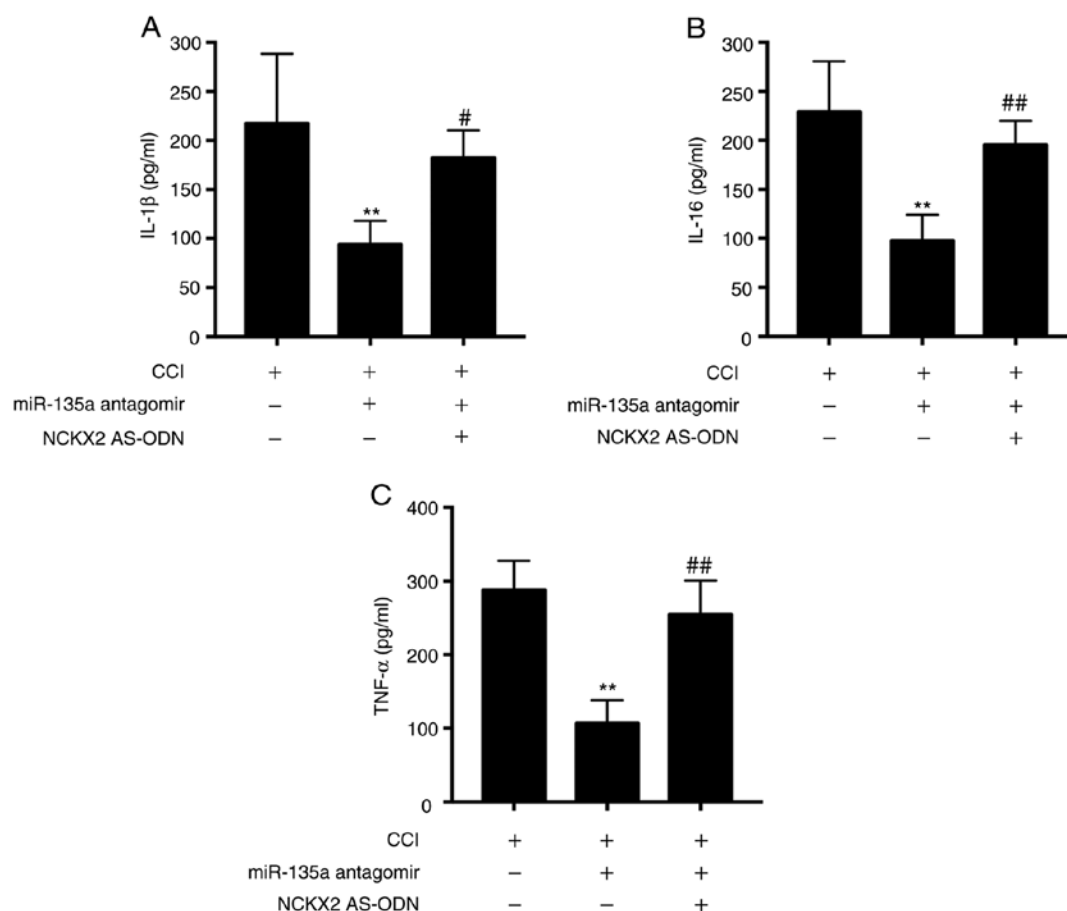 A
300
250
200
150
100
50
0
IL-1β (pg/ml)
**
#
CCI + + +
miR-135a antagomir – + +
NCKX2 AS-ODN – – +
B
300
250
200
150
100
50
0
IL-16 (pg/ml)
**
##
CCI + + +
miR-135a antagomir – + +
NCKX2 AS-ODN – – +
C
400
300
200
100
0
TNF-α (pg/ml)
**
##
CCI + + +
miR-135a antagomir – + +
NCKX2 AS-ODN – – +